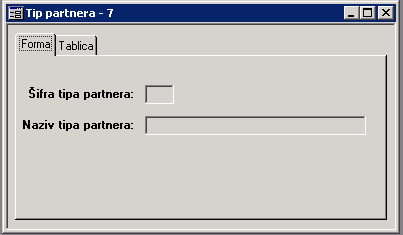 Tip partnera - 7
Forma Tablica
Šifra tipa partnera:
Naziv tipa partnera: